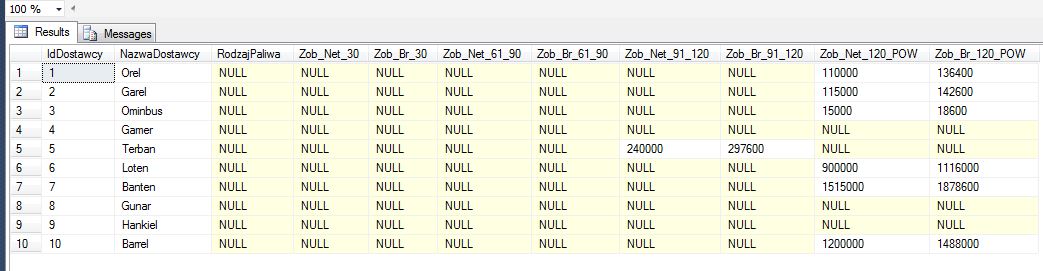 100 %
Results Messages
IdDostawcy NazwaDostawcy RodzajPaliwa Zob_Net_30 Zob_Br_30 Zob_Net_61_90 Zob_Br_61_90 Zob_Net_91_120 Zob_Br_91_120 Zob_Net_120_POW Zob_Br_120_POW
1 1 Orel NULL NULL NULL NULL NULL NULL NULL 110000 136400
2 2 Garel NULL NULL NULL NULL NULL NULL NULL 115000 142600
3 3 Ominbus NULL NULL NULL NULL NULL NULL NULL 15000 18600
4 4 Gamer NULL NULL NULL NULL NULL NULL NULL NULL NULL
5 5 Terban NULL NULL NULL NULL NULL 240000 297600 NULL NULL
6 6 Loten NULL NULL NULL NULL NULL NULL NULL 900000 1116000
7 7 Banten NULL NULL NULL NULL NULL NULL NULL 1515000 1878600
8 8 Gunar NULL NULL NULL NULL NULL NULL NULL NULL NULL
9 9 Hankiel NULL NULL NULL NULL NULL NULL NULL NULL NULL
10 10 Barrel NULL NULL NULL NULL NULL NULL NULL 1200000 1488000